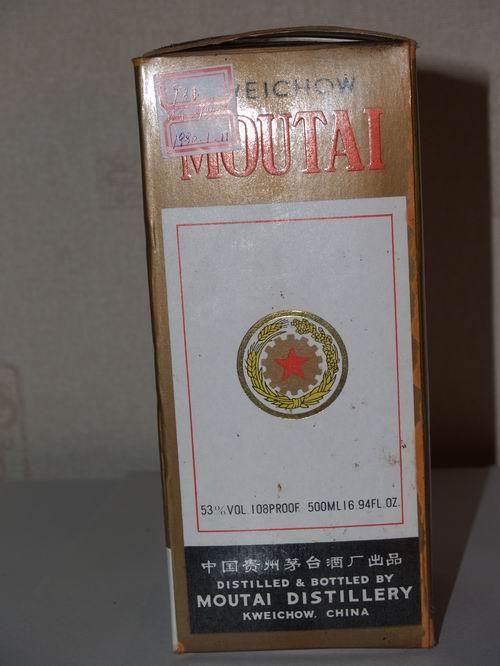 KWEICHOW
MOUTAI
53%VOL. 108PROOF 500ML16.94FL.OZ.
中国贵州茅台酒厂出品
DISTILLED & BOTTLED BY
MOUTAI DISTILLERY
KWEICHOW, CHINA